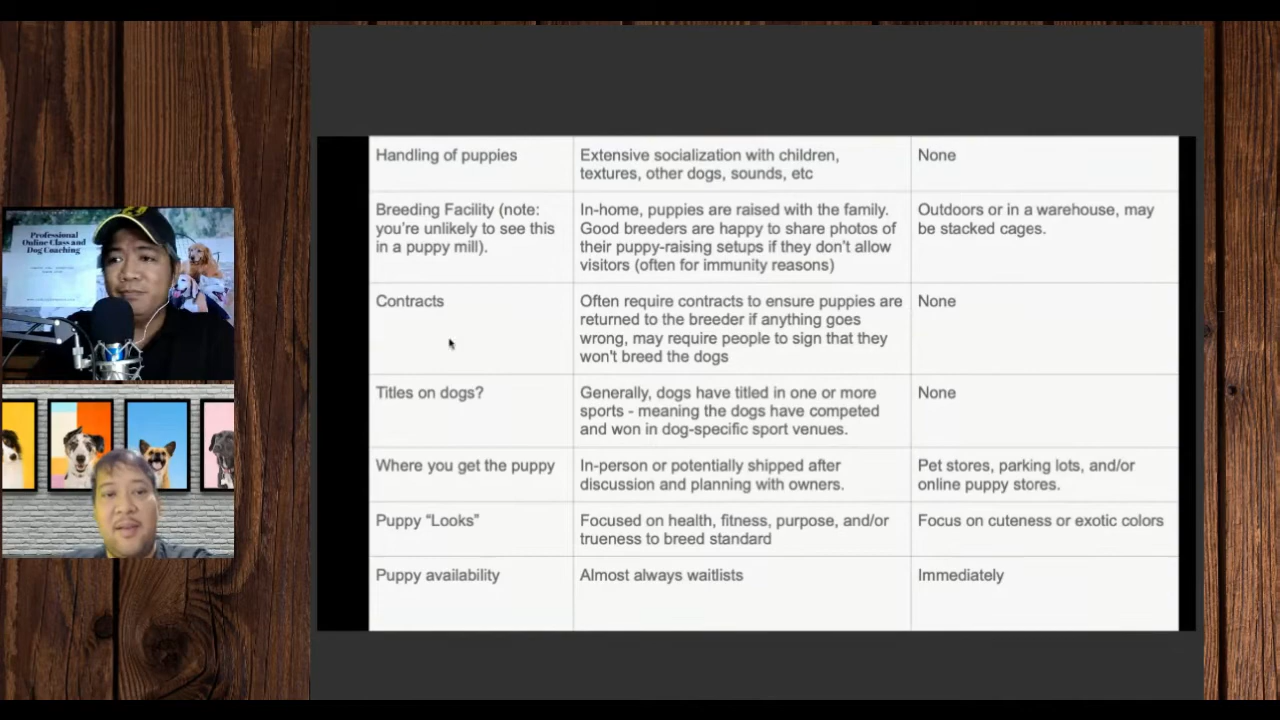 Professional
Online Class and
Dog Coaching
Handling of puppies
Extensive socialization with children,
textures, other dogs, sounds, etc
None
Breeding Facility (note:
you're unlikely to see this
in a puppy mill).
In-home, puppies are raised with the family.
Good breeders are happy to share photos of
their puppy-raising setups if they don't allow
visitors (often for immunity reasons)
Outdoors or in a warehouse, may
be stacked cages.
Contracts
Often require contracts to ensure puppies are
returned to the breeder if anything goes
wrong, may require people to sign that they
won't breed the dogs
None
Titles on dogs?
Generally, dogs have titled in one or more
sports - meaning the dogs have competed
and won in dog-specific sport venues.
None
Where you get the puppy
In-person or potentially shipped after
discussion and planning with owners.
Pet stores, parking lots, and/or
online puppy stores.
Puppy “Looks”
Focused on health, fitness, purpose, and/or
trueness to breed standard
Focus on cuteness or exotic colors
Puppy availability
Almost always waitlists
Immediately